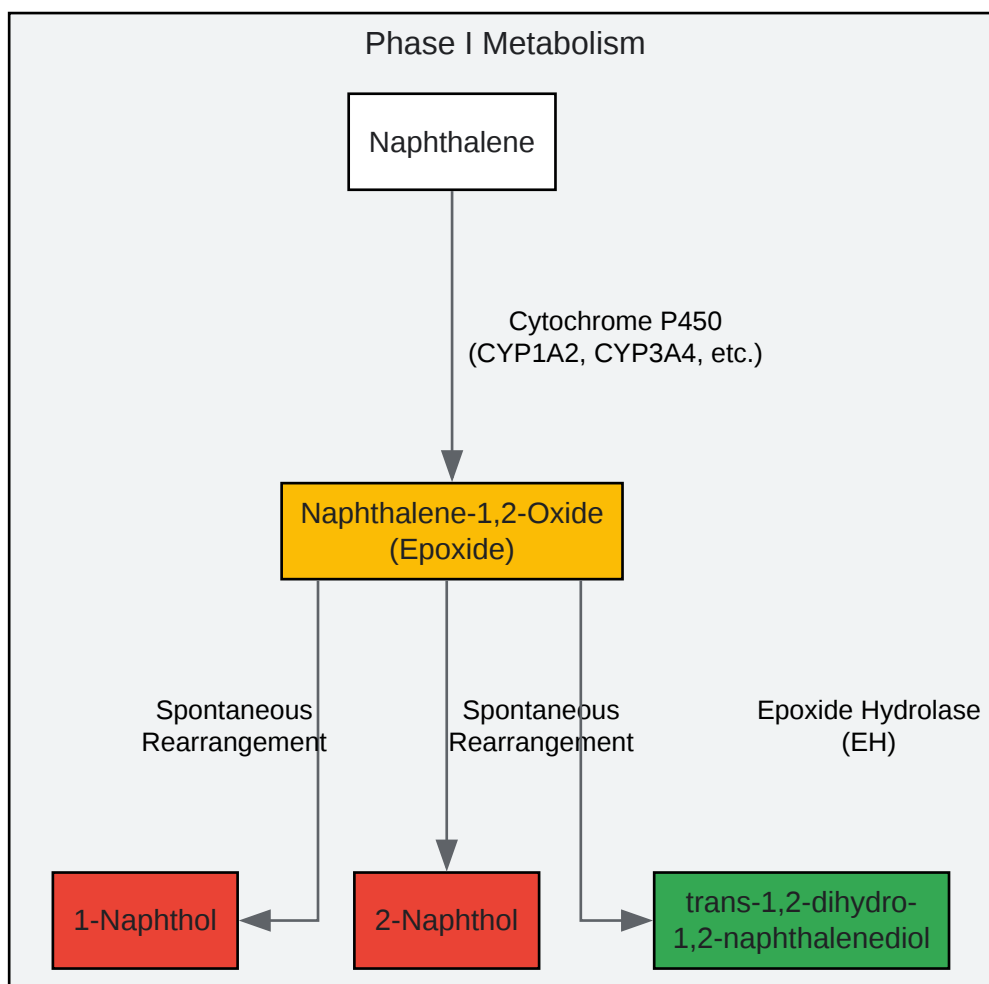 Phase I Metabolism
Naphthalene
Cytochrome P450
(CYP1A2, CYP3A4, etc.)
Naphthalene-1,2-Oxide
(Epoxide)
Spontaneous
Rearrangement
Spontaneous
Rearrangement
Epoxide Hydrolase
(EH)
1-Naphthol
2-Naphthol
trans-1,2-dihydro-
1,2-naphthalenediol